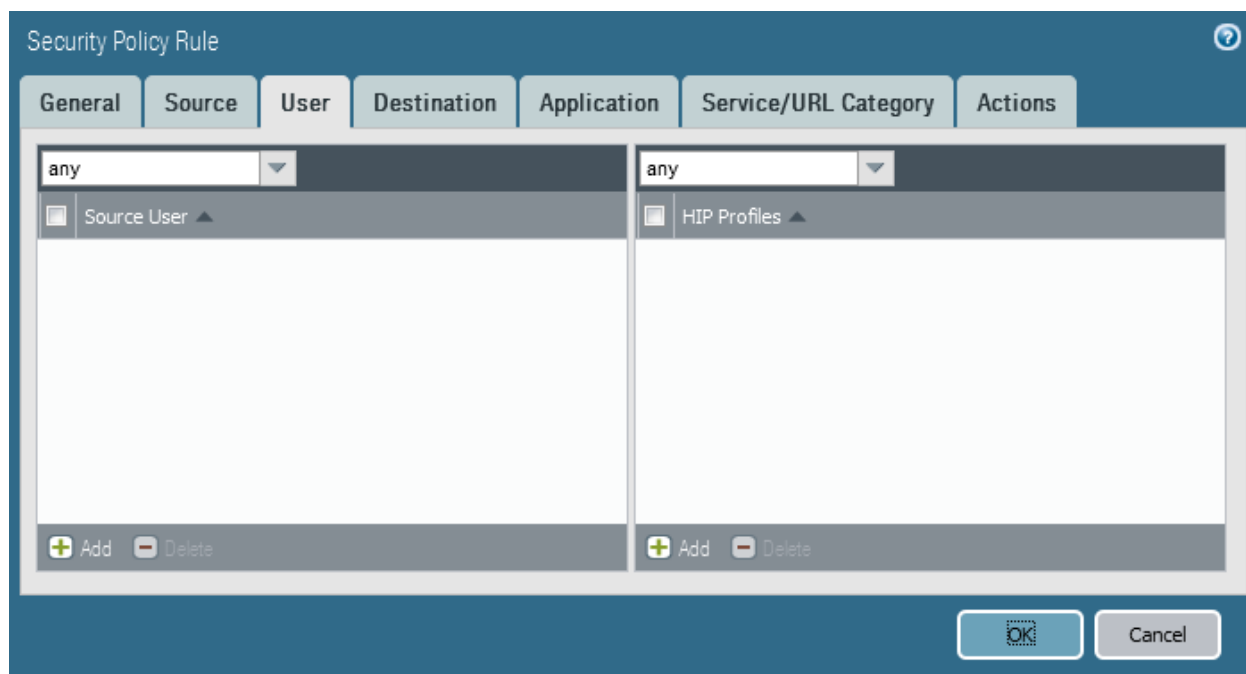 Security Policy Rule
General Source User Destination Application Service/URL Category Actions
any any
Source User HIP Profiles
Add Delete Add Delete
OK Cancel